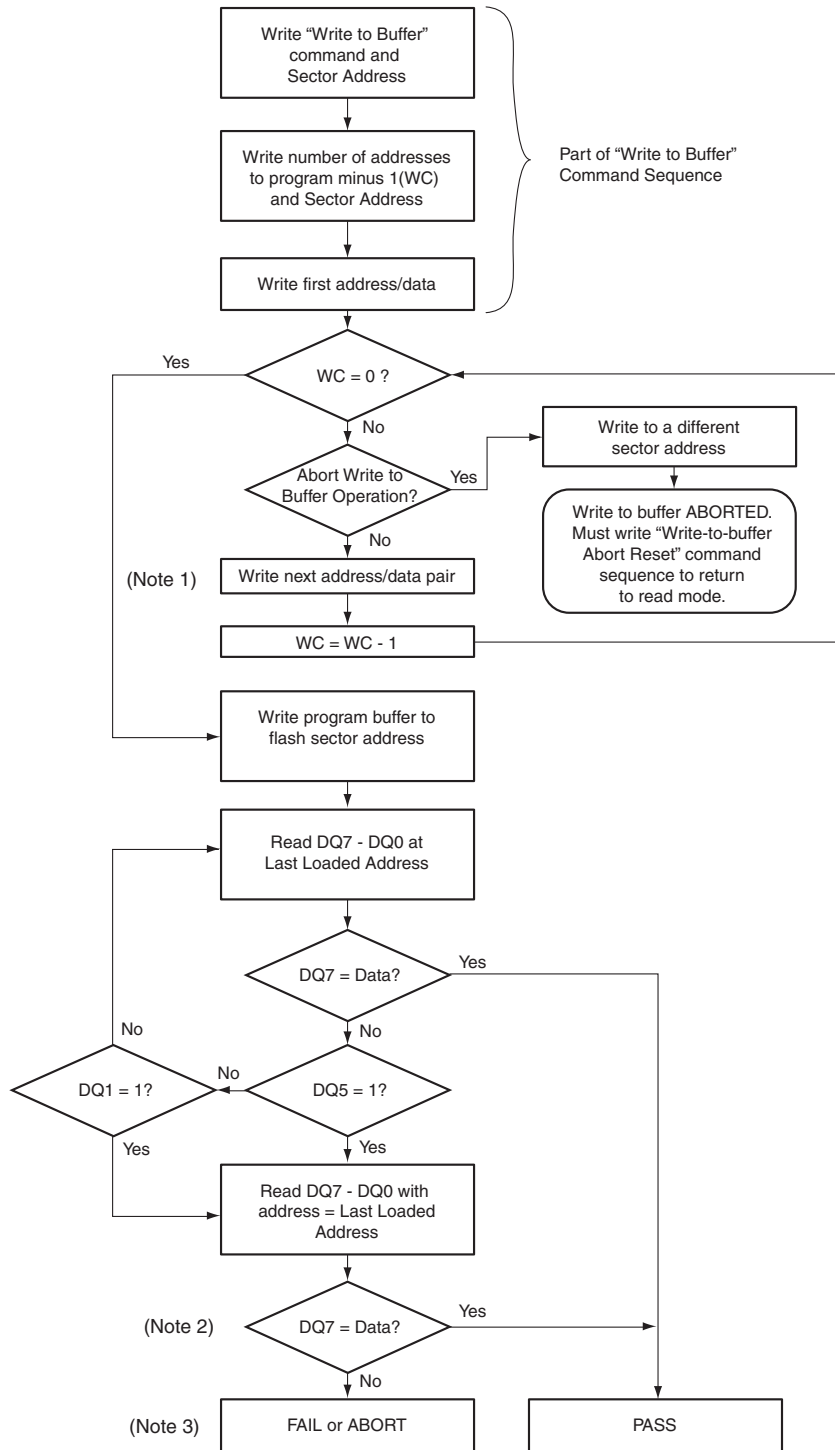 Write “Write to Buffer”
command and
Sector Address
Write number of addresses
to program minus 1(WC)
and Sector Address
Part of “Write to Buffer”
Command Sequence
Write first address/data
Yes
WC = 0 ?
No
Write to a different
sector address
Abort Write to
Buffer Operation?
Yes
No
Write to buffer ABORTED.
Must write “Write-to-buffer
Abort Reset” command
sequence to return
to read mode.
(Note 1)
Write next address/data pair
WC = WC - 1
Write program buffer to
flash sector address
Read DQ7 - DQ0 at
Last Loaded Address
DQ7 = Data?
Yes
No
No
DQ1 = 1?
No
DQ5 = 1?
Yes
Yes
Read DQ7 - DQ0 with
address = Last Loaded
Address
(Note 2)
DQ7 = Data?
Yes
No
(Note 3)
FAIL or ABORT
PASS